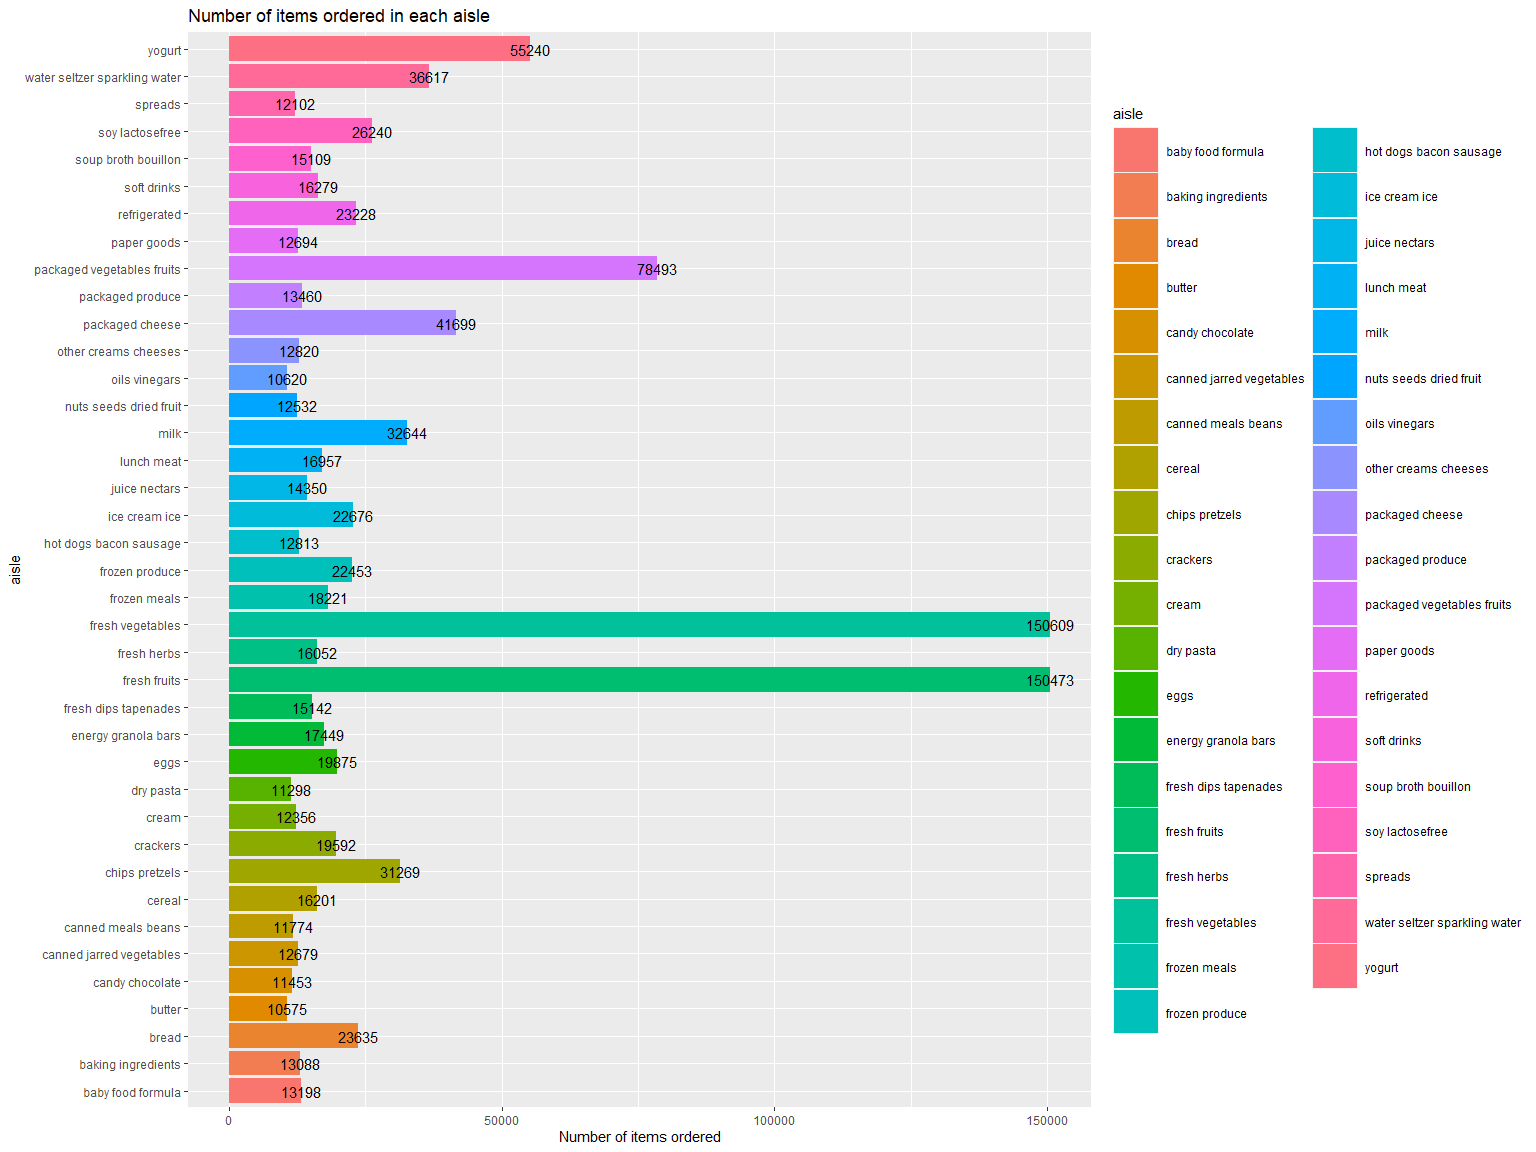 Number of items ordered in each aisle
aisle
yogurt 55240
water seltzer sparkling water 36617
spreads 12102
soy lactosefree 26240
soup broth bouillon 15109
soft drinks 16279
refrigerated 23228
paper goods 12694
packaged vegetables fruits 78493
packaged produce 13460
packaged cheese 41699
other creams cheeses 12820
oils vinegars 10620
nuts seeds dried fruit 12532
milk 32644
lunch meat 16957
juice nectars 14350
ice cream ice 22676
hot dogs bacon sausage 12813
frozen produce 22453
frozen meals 18221
fresh vegetables 150609
fresh herbs 16052
fresh fruits 150473
fresh dips tapenades 15142
energy granola bars 17449
eggs 19875
dry pasta 11298
cream 12356
crackers 19592
chips pretzels 31269
cereal 16201
canned meals beans 11774
canned jarred vegetables 12679
candy chocolate 11453
butter 10575
bread 23635
baking ingredients 13088
baby food formula 13198
0 50000 100000 150000
Number of items ordered
aisle
baby food formula
baking ingredients
bread
butter
candy chocolate
canned jarred vegetables
canned meals beans
cereal
chips pretzels
crackers
cream
dry pasta
eggs
energy granola bars
fresh dips tapenades
fresh fruits
fresh herbs
fresh vegetables
frozen meals
frozen produce
hot dogs bacon sausage
ice cream ice
juice nectars
lunch meat
milk
nuts seeds dried fruit
oils vinegars
other creams cheeses
packaged cheese
packaged produce
packaged vegetables fruits
paper goods
refrigerated
soft drinks
soup broth bouillon
soy lactosefree
spreads
water seltzer sparkling water
yogurt